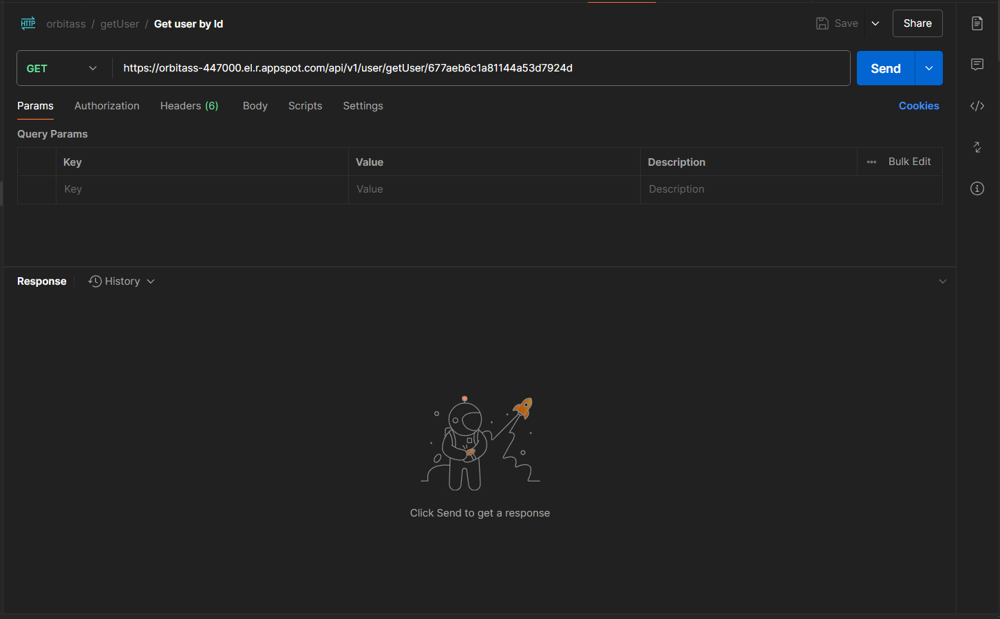 HTTP orbitass / getUser / Get user by Id Save Share
GET https://orbitass-447000.el.r.appspot.com/api/v1/user/getUser/677aeb6c1a81144a53d7924d Send
Params Authorization Headers (6) Body Scripts Settings Cookies
Query Params
Key Value Description Bulk Edit
Key Value Description
Response History
Click Send to get a response